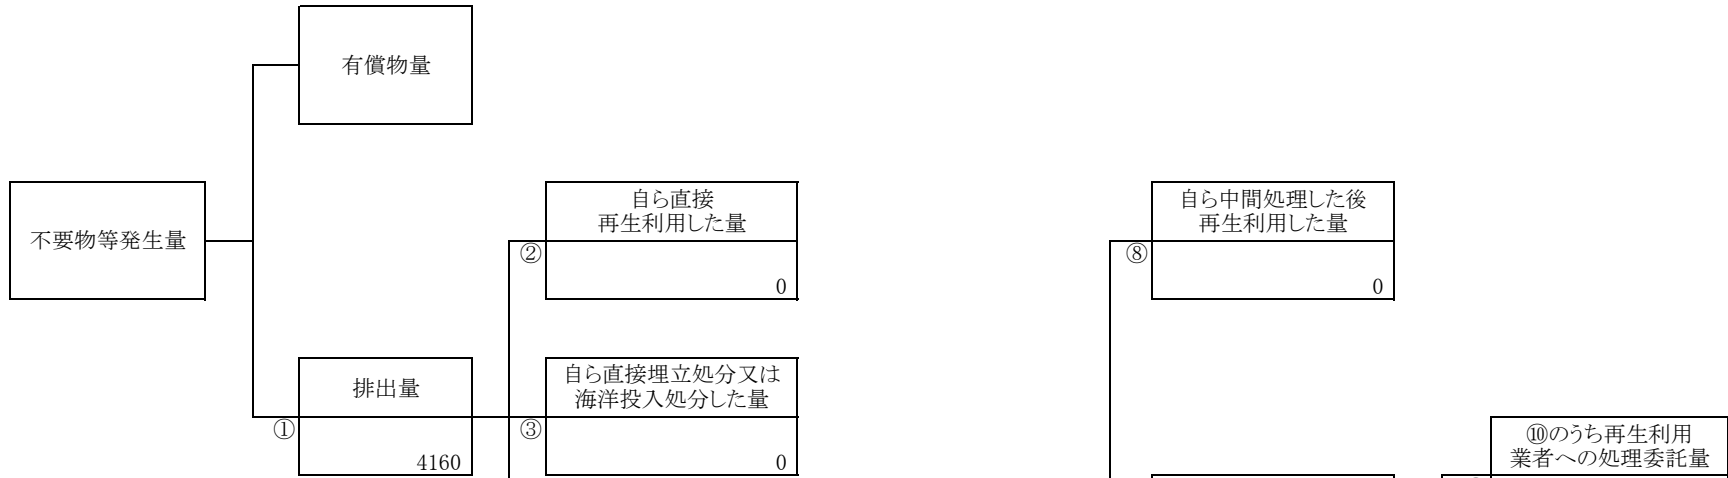 有償物量
不要物等発生量
自ら直接
再生利用した量
②
0
自ら中間処理した後
再生利用した量
⑧
0
排出量
①
4160
自ら直接埋立処分又は
海洋投入処分した量
③
0
⑩のうち再生利用
業者への処理委託量